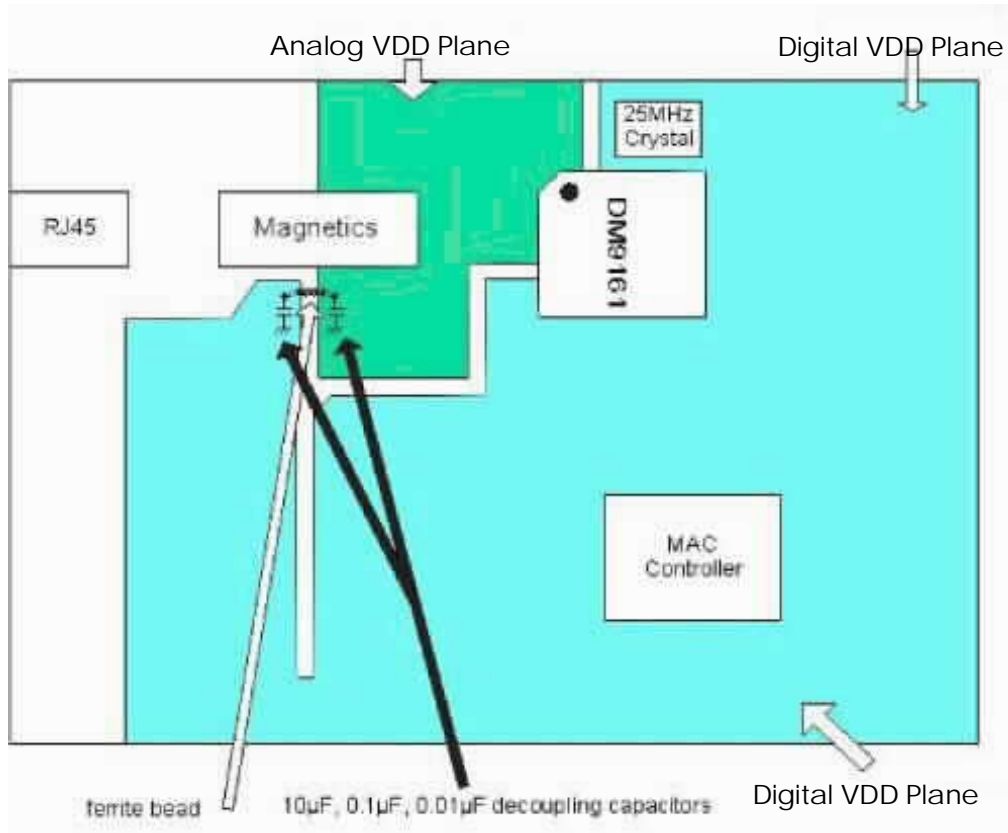 Analog VDD Plane
Digital VDD Plane
25MHz
Crystal
RJ45
Magnetics
DM9161
MAC
Controller
ferrite bead
10µF, 0.1µF, 0.01µF decoupling capacitors
Digital VDD Plane